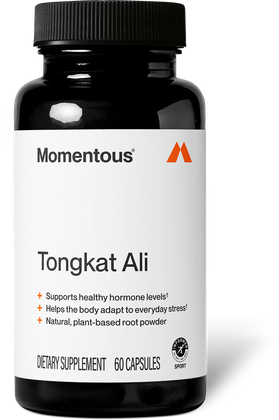 Momentous®
Tongkat Ali
+ Supports healthy hormone levels†
+ Helps the body adapt to everyday stress†
+ Natural, plant-based root powder
DIETARY SUPPLEMENT 60 CAPSULES
SPORT